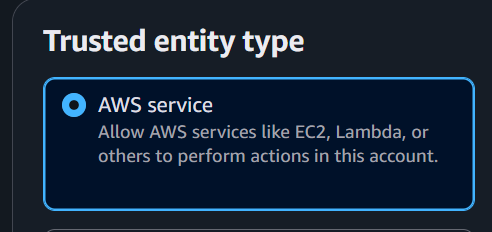 Trusted entity type
AWS service
Allow AWS services like EC2, Lambda, or
others to perform actions in this account.